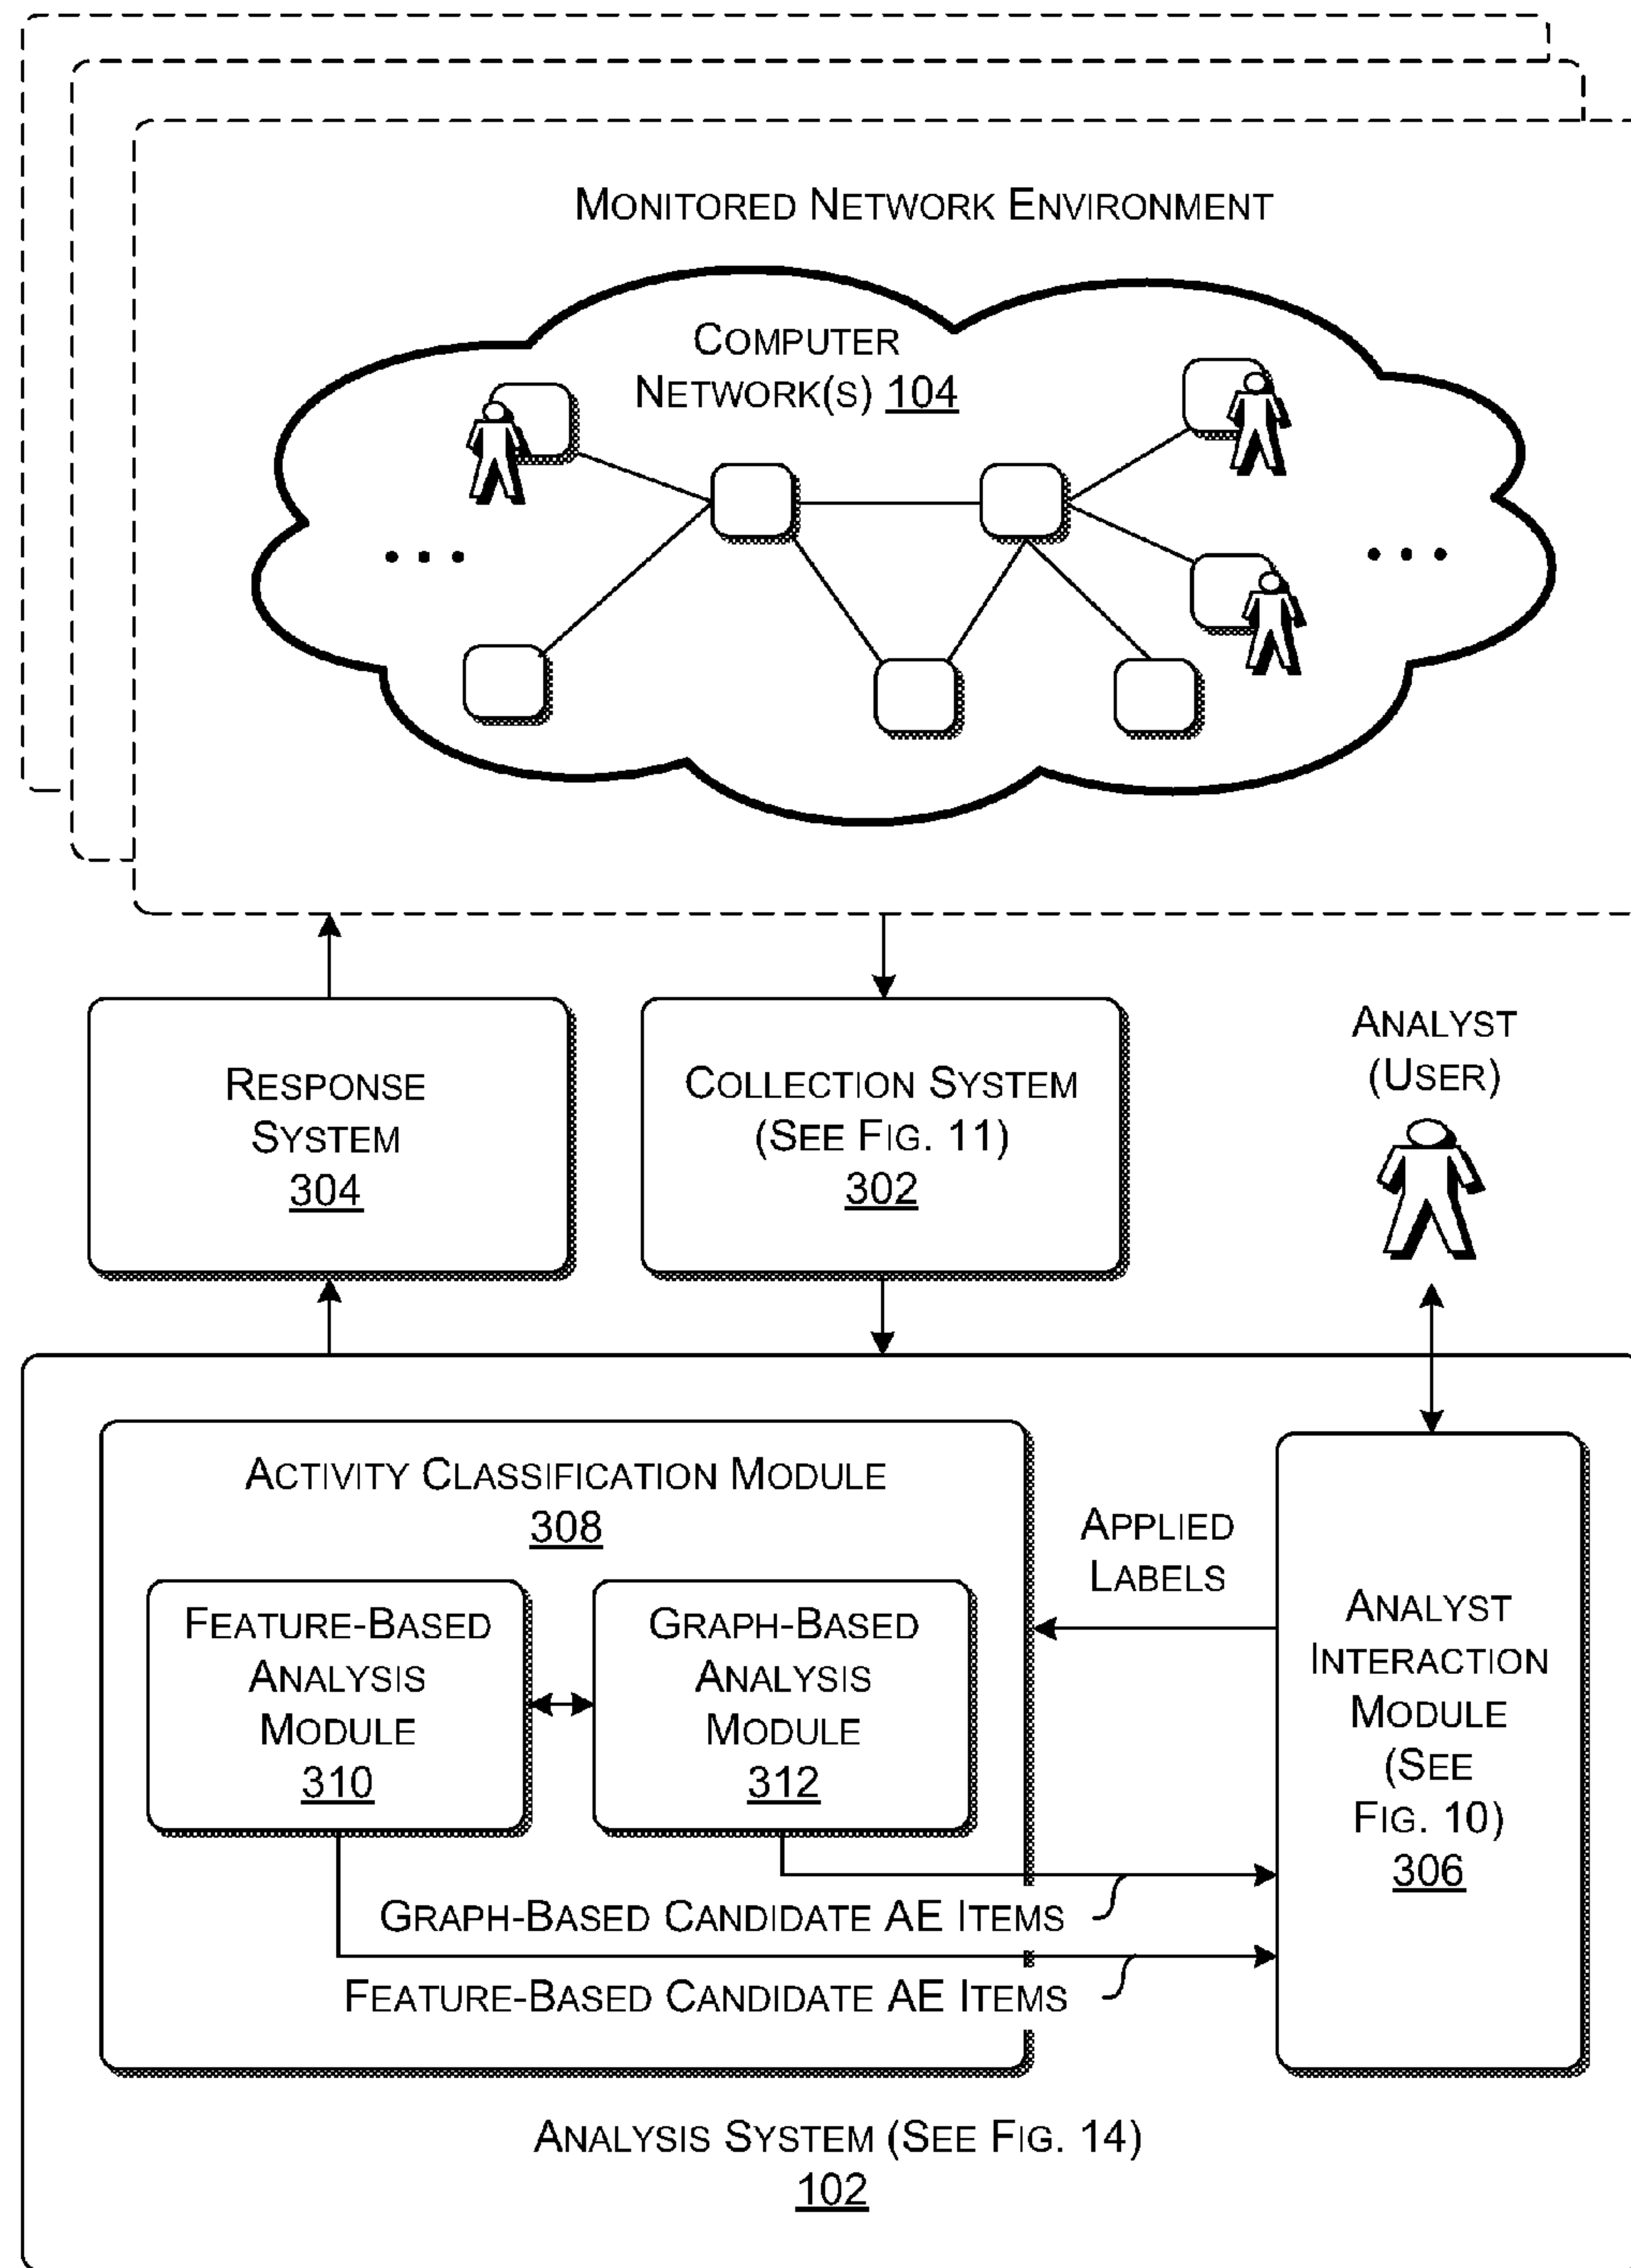 MONITORED NETWORK ENVIRONMENT
COMPUTER
NETWORK(S) 104
• • •
• • •
RESPONSE
SYSTEM
304
COLLECTION SYSTEM
(SEE FIG. 11)
302
ANALYST
(USER)
ACTIVITY CLASSIFICATION MODULE
308
FEATURE-BASED
ANALYSIS
MODULE
310
GRAPH-BASED
ANALYSIS
MODULE
312
APPLIED
LABELS
ANALYST
INTERACTION
MODULE
(SEE
FIG. 10)
306
GRAPH-BASED CANDIDATE AE ITEMS
FEATURE-BASED CANDIDATE AE ITEMS
ANALYSIS SYSTEM (SEE FIG. 14)
102